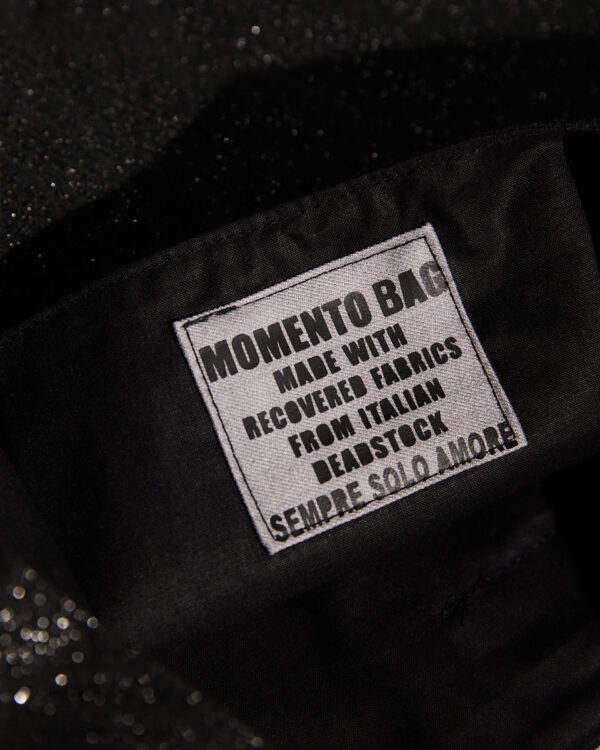 MOMENTO BAG
MADE WITH
RECOVERED FABRICS
FROM ITALIAN
DEADSTOCK
SEMPRE SOLO AMORE